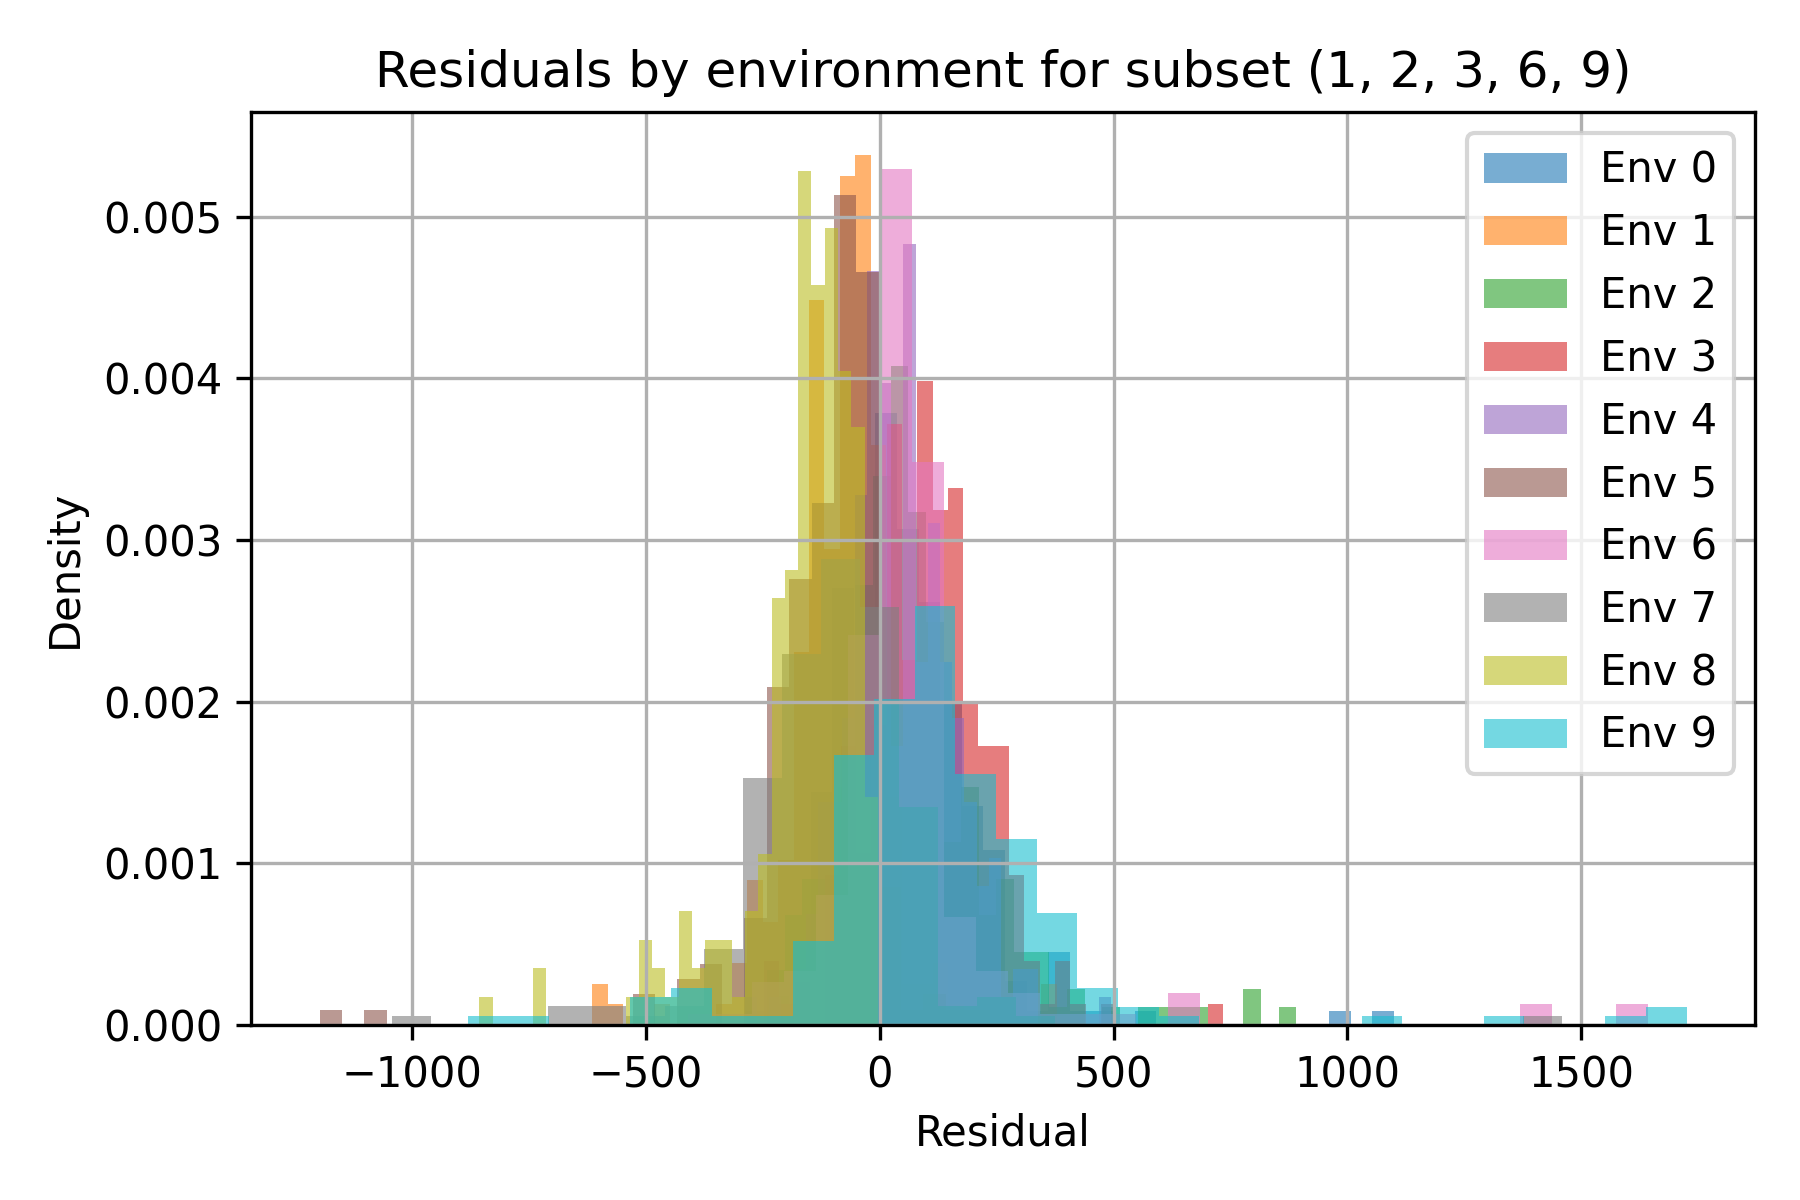 Residuals by environment for subset (1, 2, 3, 6, 9)
Density
0.005
0.004
0.003
0.002
0.001
0.000
−1000
−500
0
500
1000
1500
Residual
Env 0
Env 1
Env 2
Env 3
Env 4
Env 5
Env 6
Env 7
Env 8
Env 9